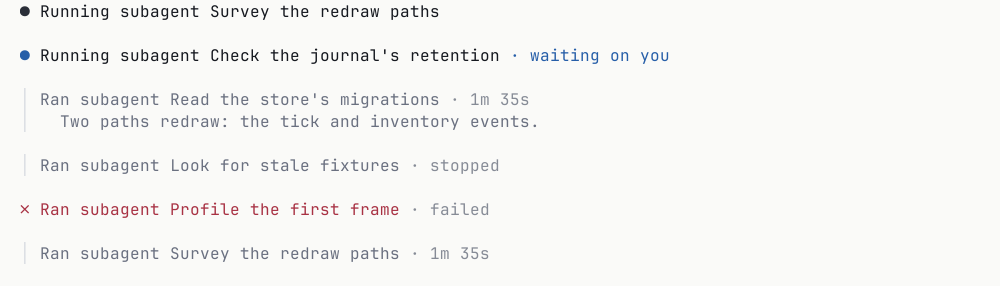 ● Running subagent Survey the redraw paths
● Running subagent Check the journal's retention · waiting on you
Ran subagent Read the store's migrations · 1m 35s
Two paths redraw: the tick and inventory events.
Ran subagent Look for stale fixtures · stopped
× Ran subagent Profile the first frame · failed
Ran subagent Survey the redraw paths · 1m 35s